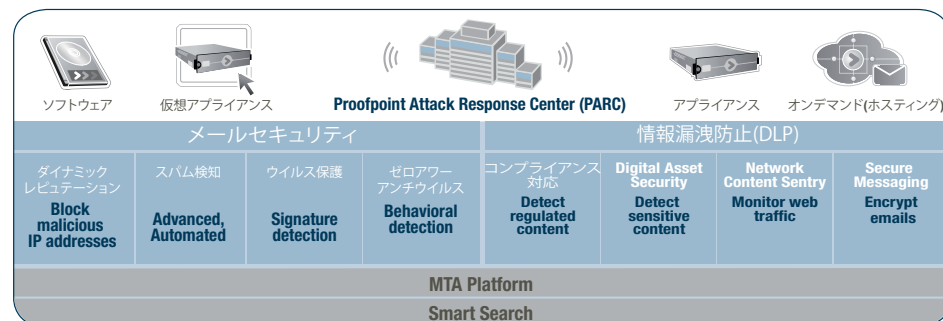 ソフトウェア
仮想アプライアンス
Proofpoint Attack Response Center (PARC)
アプライアンス
オンデマンド(ホスティング)
メールセキュリティ
情報漏洩防止(DLP)
ダイナミック
レピュテーション
Block
malicious
IP addresses
スパム検知
Advanced,
Automated
ウイルス保護
Signature
detection
ゼロアワー
アンチウイルス
Behavioral
detection
コンプライアンス
対応
Detect
regulated
content
Digital Asset
Security
Detect
sensitive
content
Network
Content Sentry
Monitor web
traffic
Secure
Messaging
Encrypt
emails
MTA Platform
Smart Search